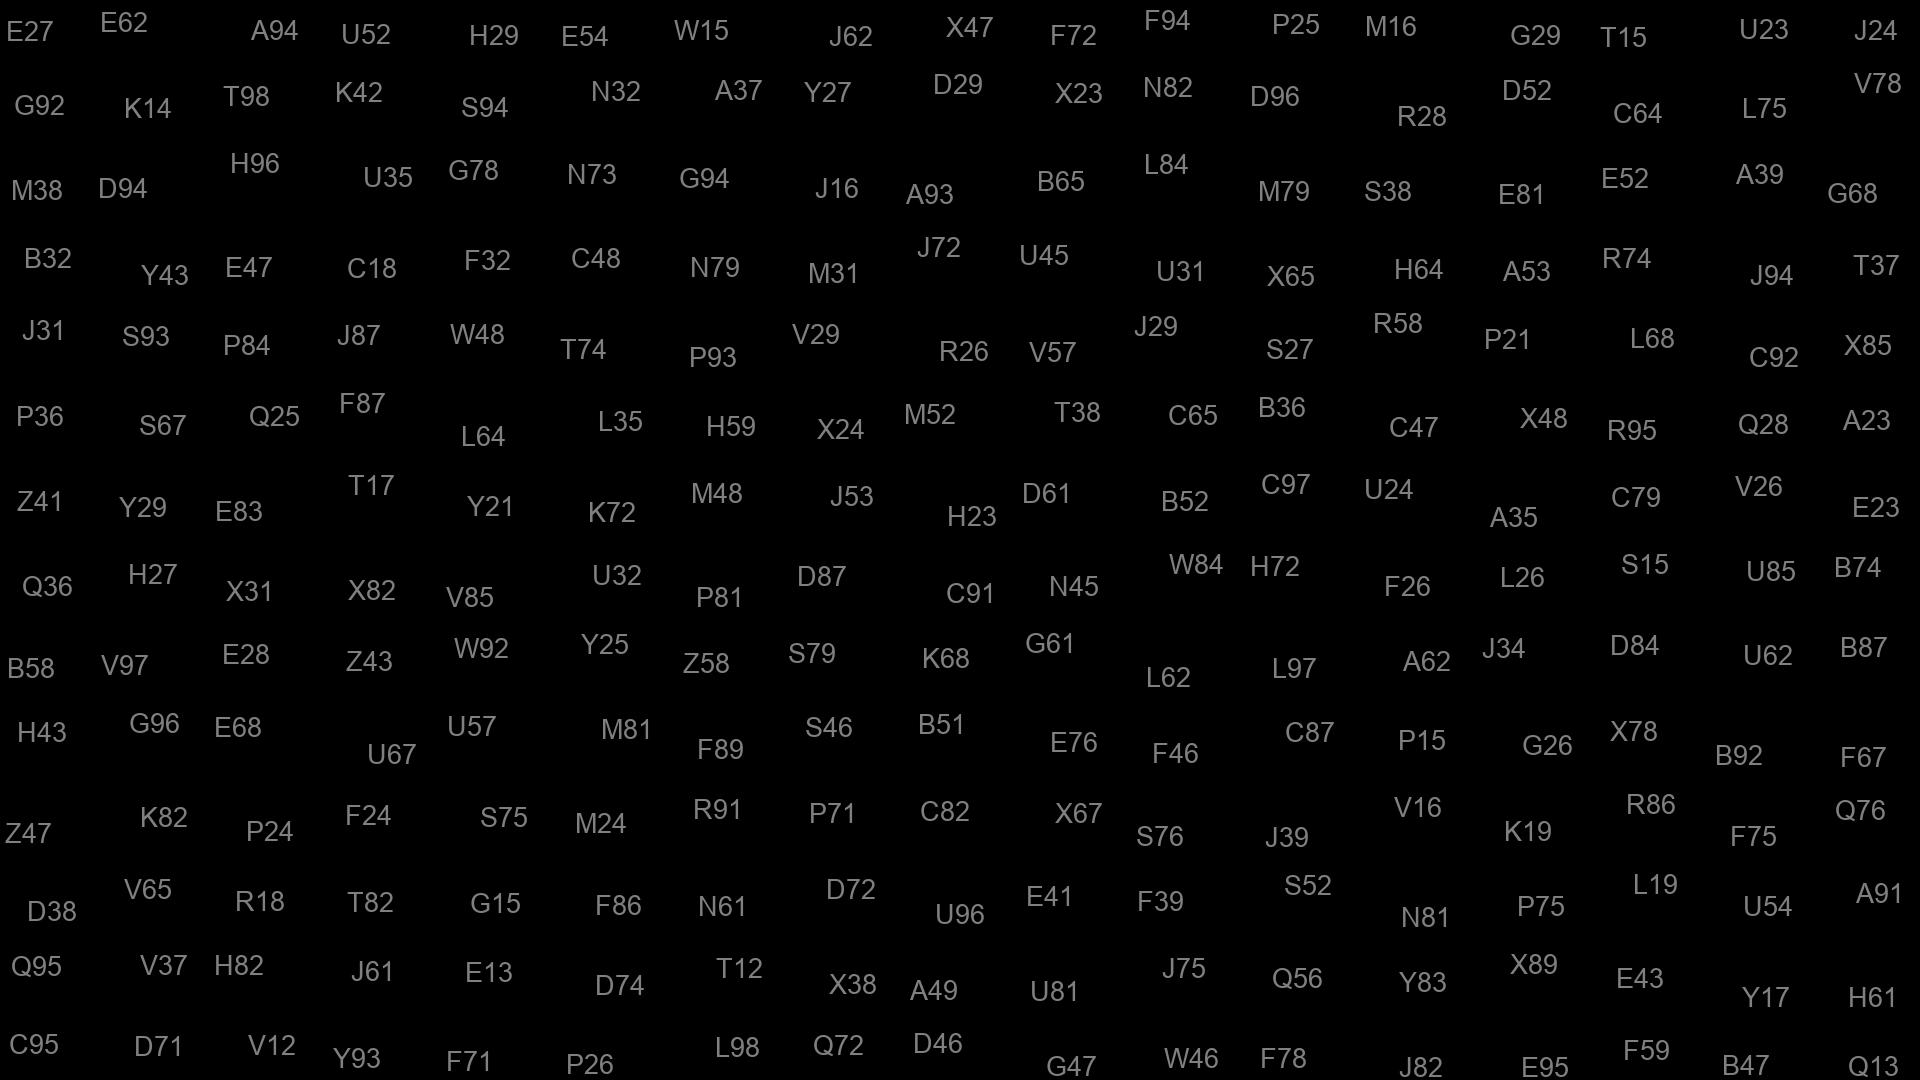 E27 E62 A94 U52 H29 E54 W15 J62 X47 F72 F94 P25 M16 G29 T15 U23 J24
G92 K14 T98 K42 S94 N32 A37 Y27 D29 X23 N82 D96 R28 D52 C64 L75 V78
M38 D94 H96 U35 G78 N73 G94 J16 A93 B65 L84 M79 S38 E81 E52 A39 G68
B32 Y43 E47 C18 F32 C48 N79 M31 J72 U45 U31 X65 H64 A53 R74 J94 T37
J31 S93 P84 J87 W48 T74 P93 V29 R26 V57 J29 S27 R58 P21 L68 C92 X85
P36 S67 Q25 F87 L64 L35 H59 X24 M52 T38 C65 B36 C47 X48 R95 Q28 A23
Z41 Y29 E83 T17 Y21 K72 M48 J53 H23 D61 B52 C97 U24 A35 C79 V26 E23
Q36 H27 X31 X82 V85 U32 P81 D87 C91 N45 W84 H72 F26 L26 S15 U85 B74
B58 V97 E28 Z43 W92 Y25 Z58 S79 K68 G61 L62 L97 A62 J34 D84 U62 B87
H43 G96 E68 U67 U57 M81 F89 S46 B51 E76 F46 C87 P15 G26 X78 B92 F67
Z47 K82 P24 F24 S75 M24 R91 P71 C82 X67 S76 J39 V16 K19 R86 F75 Q76
D38 V65 R18 T82 G15 F86 N61 D72 U96 E41 F39 S52 N81 P75 L19 U54 A91
Q95 V37 H82 J61 E13 D74 T12 X38 A49 U81 J75 Q56 Y83 X89 E43 Y17 H61
C95 D71 V12 Y93 F71 P26 L98 Q72 D46 G47 W46 F78 J82 E95 F59 B47 Q13